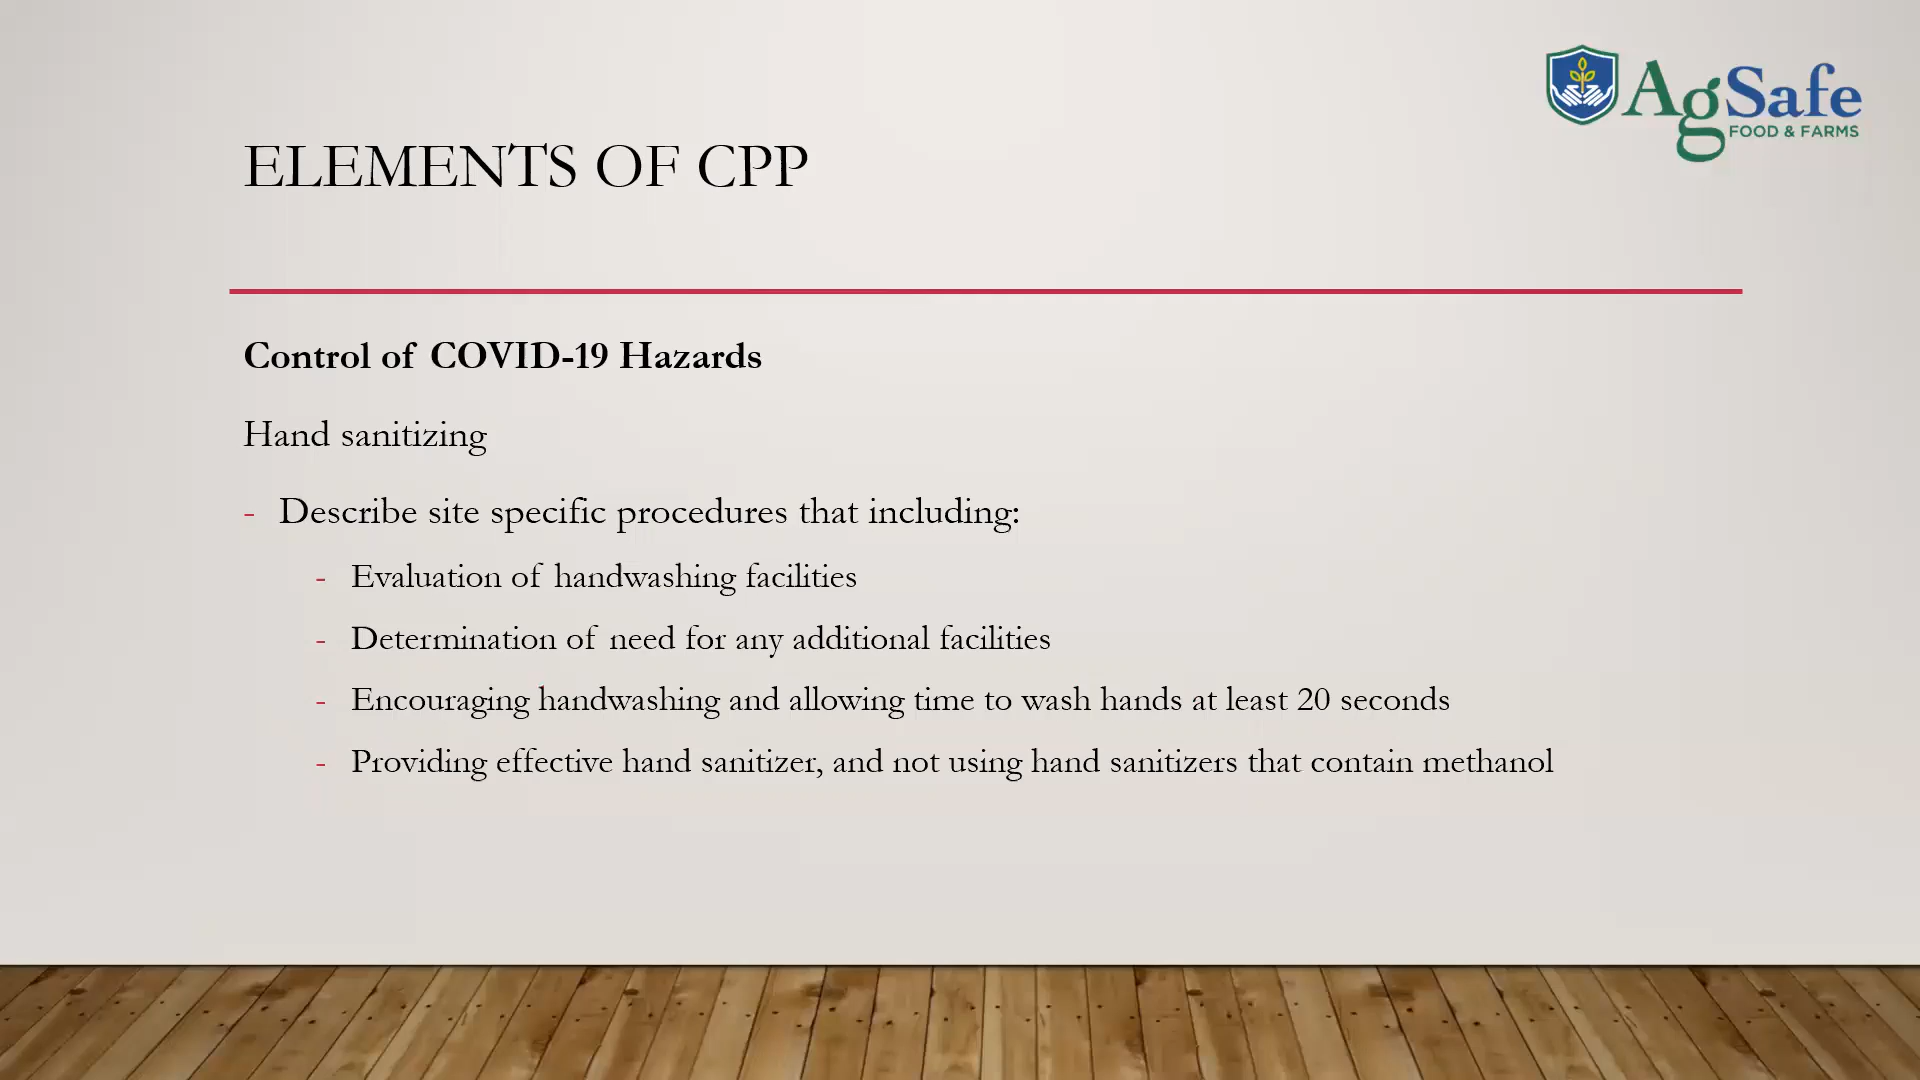 AgSafe
FOOD & FARMS
ELEMENTS OF CPP
Control of COVID-19 Hazards
Hand sanitizing
- Describe site specific procedures that including:
- Evaluation of handwashing facilities
- Determination of need for any additional facilities
- Encouraging handwashing and allowing time to wash hands at least 20 seconds
- Providing effective hand sanitizer, and not using hand sanitizers that contain methanol